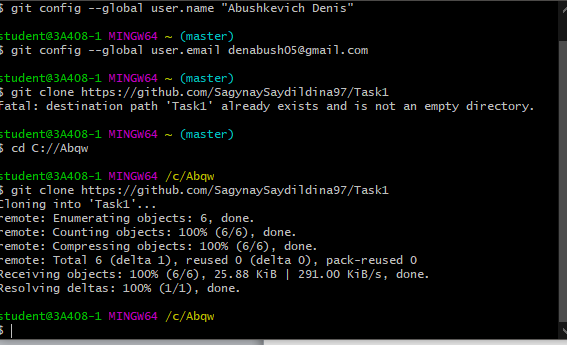 $ git config --global user.name "Abushkevich Denis"
student@3A408-1 MINGW64 ~ (master)
$ git config --global user.email denabush05@gmail.com
student@3A408-1 MINGW64 ~ (master)
$ git clone https://github.com/SagynaySaydildina97/Task1
fatal: destination path 'Task1' already exists and is not an empty directory.
student@3A408-1 MINGW64 ~ (master)
$ cd C://Abqw
student@3A408-1 MINGW64 /c/Abqw
$ git clone https://github.com/SagynaySaydildina97/Task1
Cloning into 'Task1'...
remote: Enumerating objects: 6, done.
remote: Counting objects: 100% (6/6), done.
remote: Compressing objects: 100% (6/6), done.
remote: Total 6 (delta 1), reused 0 (delta 0), pack-reused 0
Receiving objects: 100% (6/6), 25.88 KiB | 291.00 KiB/s, done.
Resolving deltas: 100% (1/1), done.
student@3A408-1 MINGW64 /c/Abqw
$